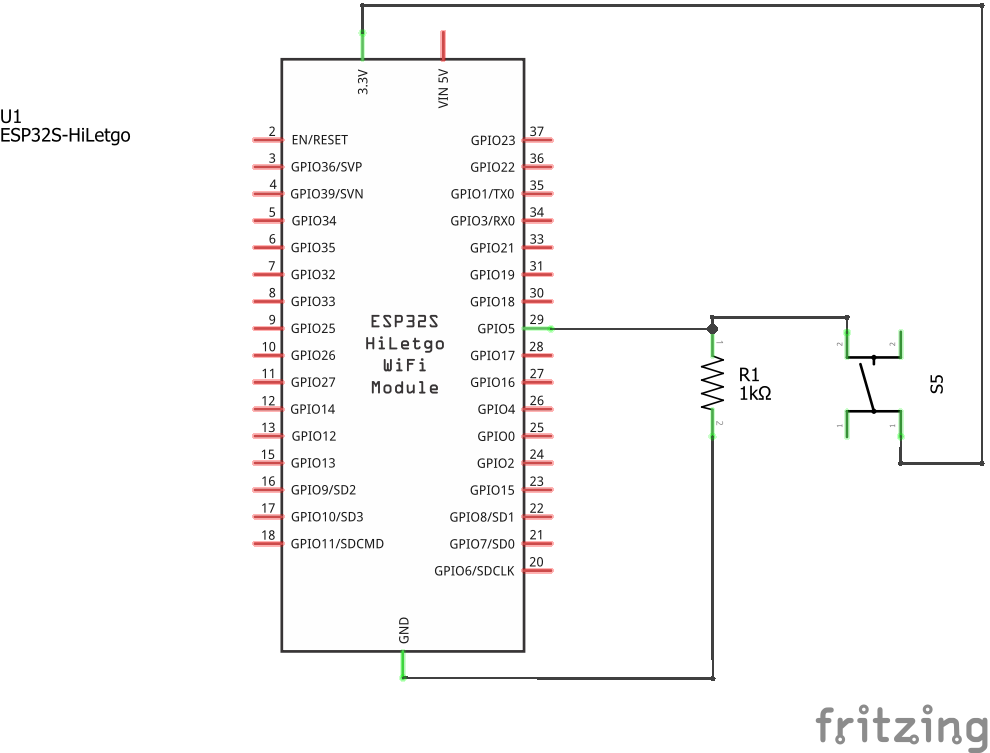 3.3V
VIN 5V
U1
ESP32S-HiLetgo
2 EN/RESET GPIO23 37
3 GPIO36/SVP GPIO22 36
4 GPIO39/SVN GPIO1/TX0 35
5 GPIO34 GPIO3/RX0 34
6 GPIO35 GPIO21 33
7 GPIO32 GPIO19 31
8 GPIO33 GPIO18 30
9 GPIO25 GPIO5 29
10 GPIO26 GPIO17 28
11 GPIO27 GPIO16 27
12 GPIO14 GPIO4 26
13 GPIO12 GPIO0 25
15 GPIO13 GPIO2 24
16 GPIO9/SD2 GPIO15 23
17 GPIO10/SD3 GPIO8/SD1 22
18 GPIO11/SDCMD GPIO7/SD0 21
GPIO6/SDCLK 20
ESP32S
HiLetgo
WiFi
Module
GND
1
R1
1kΩ
2
2 2
S5
1 1
fritzing